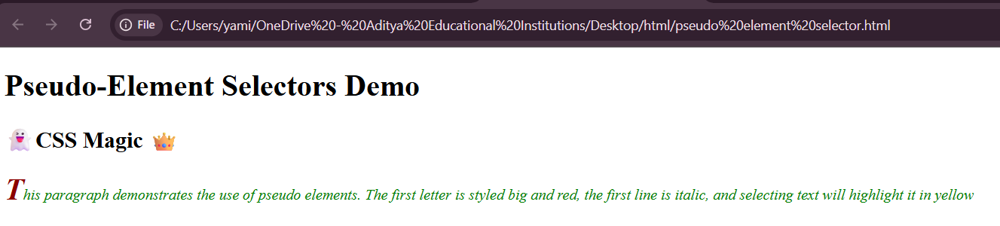 File C:/Users/yami/OneDrive%20-%20Aditya%20Educational%20Institutions/Desktop/html/pseudo%20element%20selector.html
Pseudo-Element Selectors Demo
👻 CSS Magic 👑
This paragraph demonstrates the use of pseudo elements. The first letter is styled big and red, the first line is italic, and selecting text will highlight it in yellow